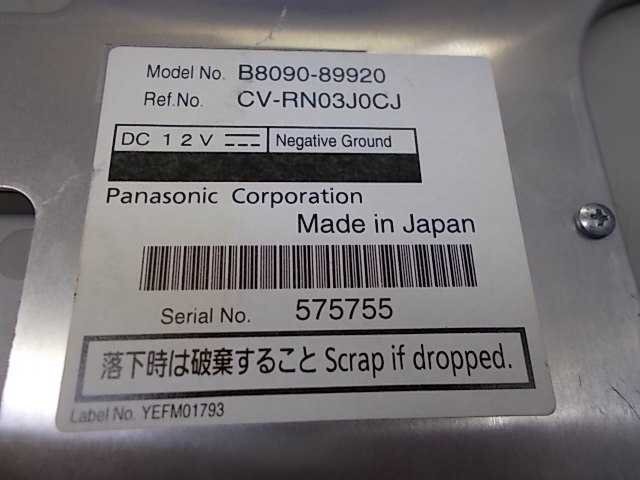 Model No. B8090-89920
Ref.No. CV-RN03J0CJ
DC 12V Negative Ground
Panasonic Corporation
Made in Japan
Serial No. 575755
落下時は破棄すること Scrap if dropped.
Label No. YEFM01793